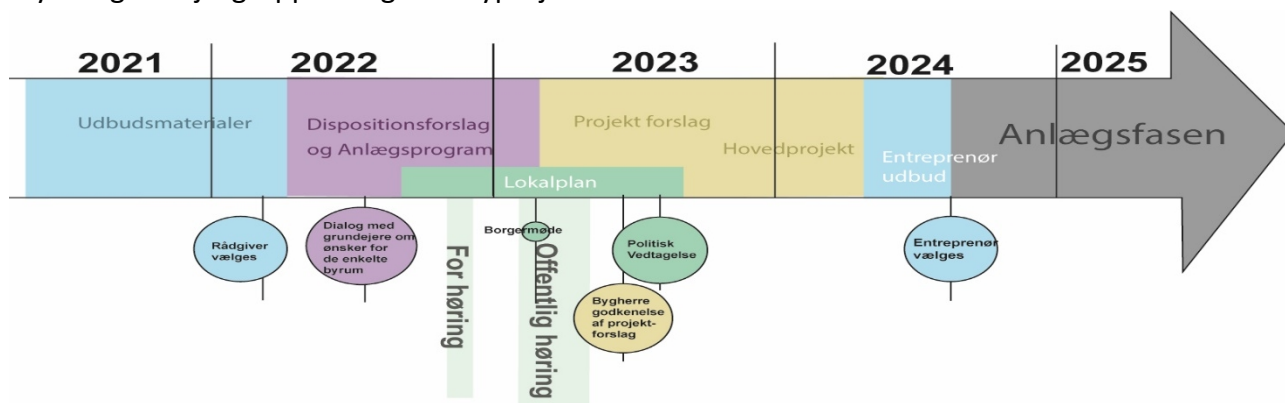 2021
2022
2023
2024
2025
Udbudsmaterialer
Dispositionsforslag
og Anlægsprogram
Projekt forslag
Hovedprojekt
Entreprenør
udbud
Anlægsfasen
Lokalplan
Rådgiver
vælges
Dialog med
grundejere om
ønsker for
de enkelte
byrum
For høring
Borgermøde
Offentlig høring
Politisk
Vedtagelse
Bygherre
godkenelse
af projekt-
forslag
Entreprenør
vælges